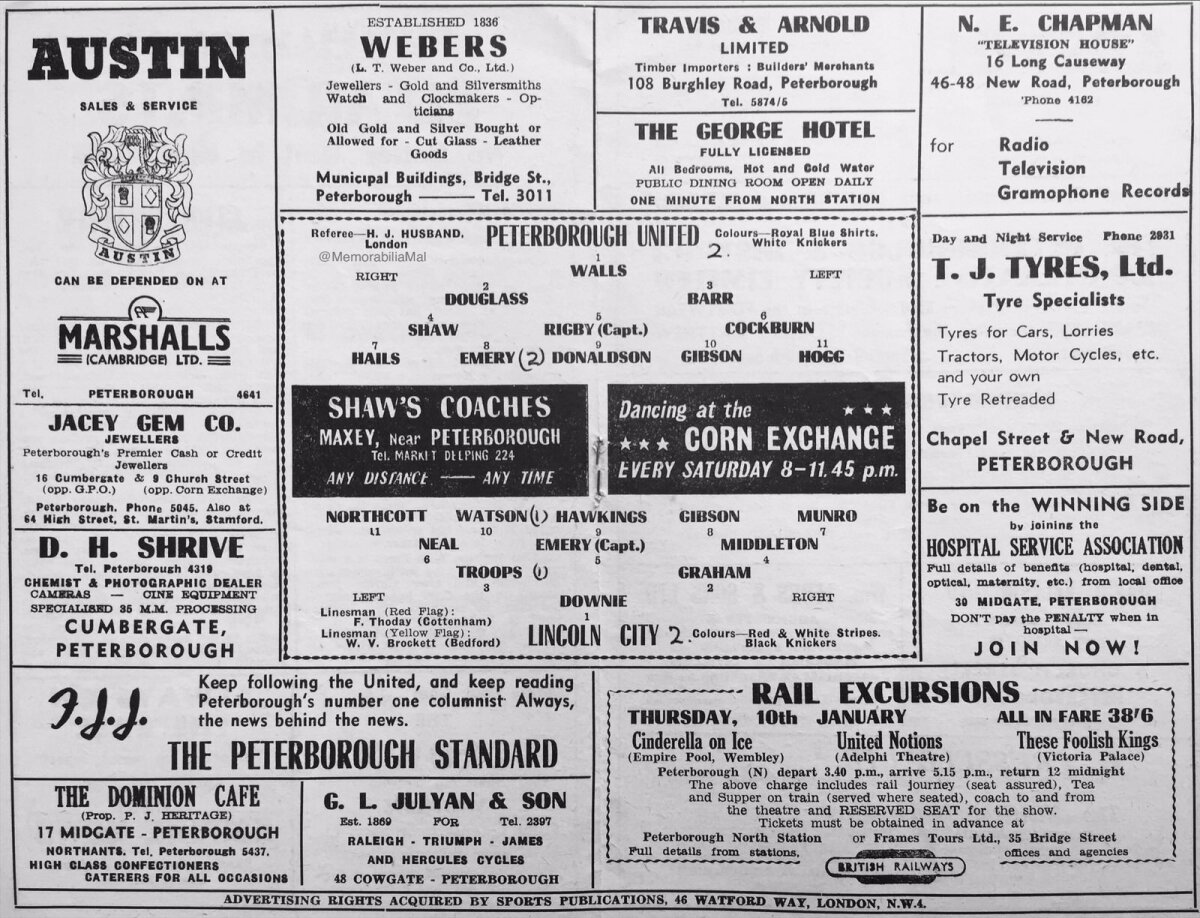 AUSTIN
SALES & SERVICE
AUSTIN
CAN BE DEPENDED ON AT
MARSHALLS
(CAMBRIDGE) LTD.
Tel. PETERBOROUGH 4641
JACEY GEM CO.
JEWELLERS
Peterborough's Premier Cash or Credit
Jewellers
16 Cumbergate & 9 Church Street
(opp. G.P.O.) (opp. Corn Exchange)
Peterborough. Phone 5045. Also at
64 High Street, St. Martin's, Stamford.
D. H. SHRIVE
Tel. Peterborough 4319
CHEMIST & PHOTOGRAPHIC DEALER
CAMERAS — CINE EQUIPMENT
SPECIALISED 35 M.M. PROCESSING
CUMBERGATE,
PETERBOROUGH
ESTABLISHED 1836
WEBERS
(L. T. Weber and Co., Ltd.)
Jewellers - Gold and Silversmiths
Watch and Clockmakers - Op-
ticians
Old Gold and Silver Bought or
Allowed for - Cut Glass - Leather
Goods
Municipal Buildings, Bridge St.,
Peterborough —— Tel. 3011
TRAVIS & ARNOLD
LIMITED
Timber Importers : Builders' Merchants
108 Burghley Road, Peterborough
Tel. 5874/5
THE GEORGE HOTEL
FULLY LICENSED
All Bedrooms, Hot and Cold Water
PUBLIC DINING ROOM OPEN DAILY
ONE MINUTE FROM NORTH STATION
N. E. CHAPMAN
"TELEVISION HOUSE"
16 Long Causeway
46-48 New Road, Peterborough
'Phone 4162
for Radio
Television
Gramophone Records
Referee—H. J. HUSBAND, PETERBOROUGH UNITED Colours—Royal Blue Shirts.
London 2. White Knickers
@MemorabiliaMal
1
WALLS
RIGHT LEFT
2 3
DOUGLASS BARR
4 5 6
SHAW RIGBY (Capt.) COCKBURN
7 8 9 10 11
HAILS EMERY (2) DONALDSON GIBSON HOGG
SHAW'S COACHES
MAXEY, Near PETERBOROUGH
Tel. MARKET DEEPING 224
ANY DISTANCE — ANY TIME
Dancing at the ★ ★ ★
★ ★ ★ CORN EXCHANGE
EVERY SATURDAY 8-11.45 p.m.
NORTHCOTT WATSON (1) HAWKINGS GIBSON MUNRO
11 10 9 8 7
NEAL EMERY (Capt.) MIDDLETON
6 5 4
TROOPS (1) GRAHAM
3 2
LEFT DOWNIE RIGHT
1
Linesman (Red Flag) :
F. Thoday (Cottenham)
Linesman (Yellow Flag) :
W. V. Brockett (Bedford)
LINCOLN CITY 2. Colours—Red & White Stripes.
Black Knickers
Day and Night Service Phone 2931
T. J. TYRES, Ltd.
Tyre Specialists
Tyres for Cars, Lorries
Tractors, Motor Cycles, etc.
and your own
Tyre Retreaded
Chapel Street & New Road,
PETERBOROUGH
Be on the WINNING SIDE
by joining the
HOSPITAL SERVICE ASSOCIATION
Full details of benefits (hospital, dental,
optical, maternity, etc.) from local office
30 MIDGATE, PETERBOROUGH
DON'T pay the PENALTY when in
hospital —
JOIN NOW!
F.J.J.
Keep following the United, and keep reading
Peterborough's number one columnist Always,
the news behind the news.
THE PETERBOROUGH STANDARD
THE DOMINION CAFE
(Prop. P. J. HERITAGE)
17 MIDGATE - PETERBOROUGH
NORTHANTS. Tel. Peterborough 5437.
HIGH CLASS CONFECTIONERS
CATERERS FOR ALL OCCASIONS
G. L. JULYAN & SON
Est. 1869 FOR Tel. 2397
RALEIGH - TRIUMPH - JAMES
AND HERCULES CYCLES
48 COWGATE - PETERBOROUGH
RAIL EXCURSIONS
THURSDAY, 10th JANUARY ALL IN FARE 38'6
Cinderella on Ice United Notions These Foolish Kings
(Empire Pool, Wembley) (Adelphi Theatre) (Victoria Palace)
Peterborough (N) depart 3.40 p.m., arrive 5.15 p.m., return 12 midnight
The above charge includes rail journey (seat assured), Tea
and Supper on train (served where seated), coach to and from
the theatre and RESERVED SEAT for the show.
Tickets must be obtained in advance at
Peterborough North Station or Frames Tours Ltd., 35 Bridge Street
Full details from stations, offices and agencies
BRITISH RAILWAYS
ADVERTISING RIGHTS ACQUIRED BY SPORTS PUBLICATIONS, 46 WATFORD WAY, LONDON, N.W.4.